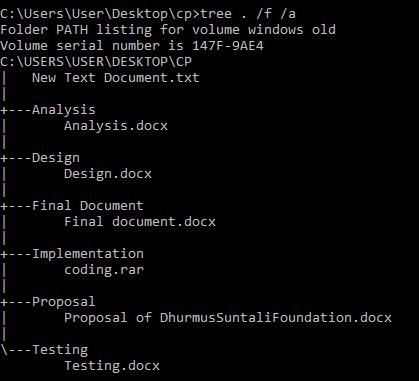 C:\Users\User\Desktop\cp>tree . /f /a
Folder PATH listing for volume windows old
Volume serial number is 147F-9AE4
C:\USERS\USER\DESKTOP\CP
|   New Text Document.txt
|
+---Analysis
|       Analysis.docx
|
+---Design
|       Design.docx
|
+---Final Document
|       Final document.docx
|
+---Implementation
|       coding.rar
|
+---Proposal
|       Proposal of DhurmusSuntaliFoundation.docx
|
\---Testing
        Testing.docx